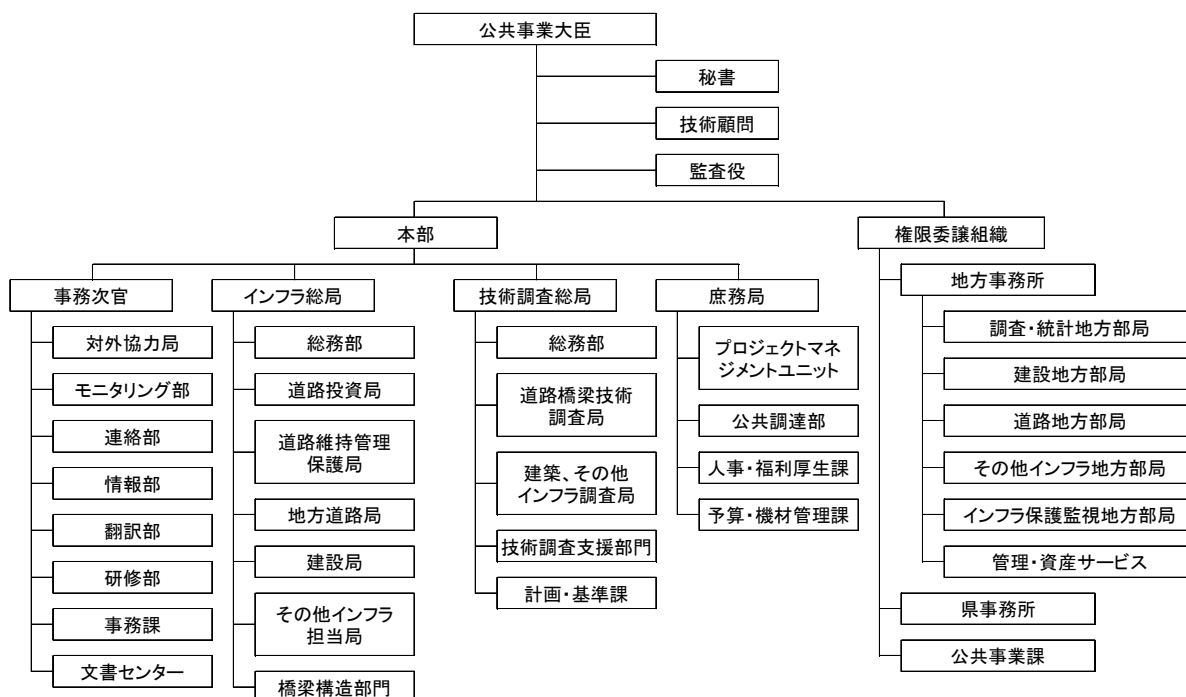 公共事業大臣
秘書
技術顧問
監査役
本部
権限委譲組織
事務次官
対外協力局
モニタリング部
連絡部
情報部
翻訳部
研修部
事務課
文書センター
インフラ総局
総務部
道路投資局
道路維持管理
保護局
地方道路局
建設局
その他インフラ
担当局
橋梁構造部門
技術調査総局
総務部
道路橋梁技術
調査局
建築、その他
インフラ調査局
技術調査支援部門
計画・基準課
庶務局
プロジェクトマネ
ジメントユニット
公共調達部
人事・福利厚生課
予算・機材管理課
地方事務所
調査・統計地方部局
建設地方部局
道路地方部局
その他インフラ地方部局
インフラ保護監視地方部局
管理・資産サービス
県事務所
公共事業課